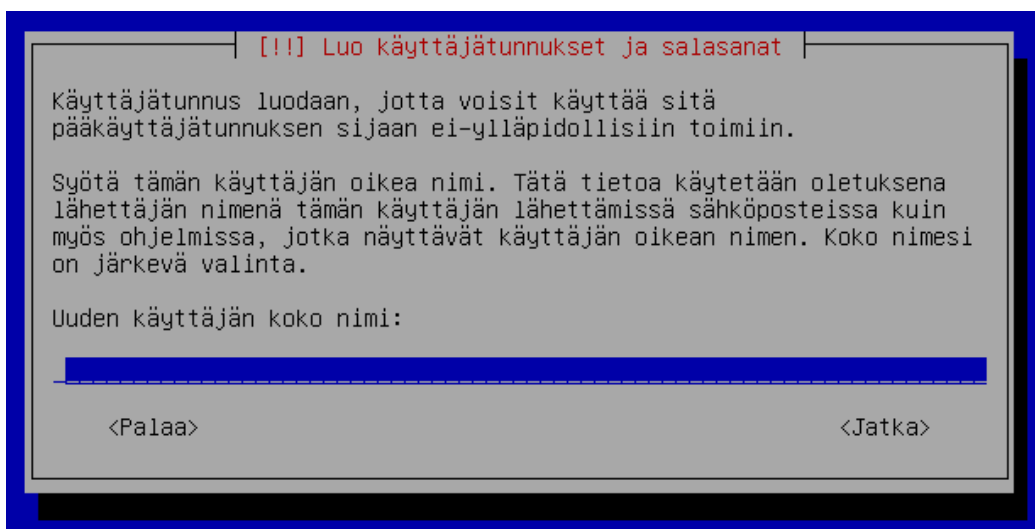 [!!] Luo käyttäjätunnukset ja salasanat
Käyttäjätunnus luodaan, jotta voisit käyttää sitä
pääkäyttäjätunnuksen sijaan ei-ylläpidollisiin toimiin.
Syötä tämän käyttäjän oikea nimi. Tätä tietoa käytetään oletuksena
lähettäjän nimenä tämän käyttäjän lähettämissä sähköposteissa kuin
myös ohjelmissa, jotka näyttävät käyttäjän oikean nimen. Koko nimesi
on järkevä valinta.
Uuden käyttäjän koko nimi:
<Palaa> <Jatka>